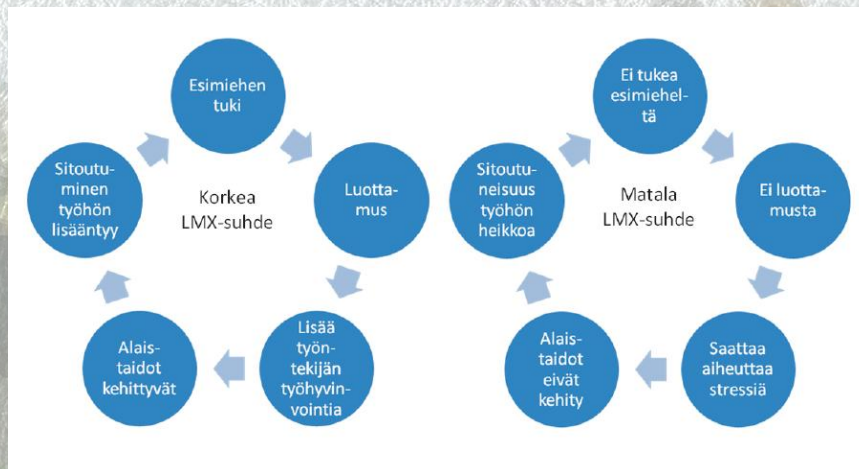 Esimiehen
tuki
Luotta-
mus
Lisää
työn-
tekijän
työhyvin-
vointia
Alais-
taidot
kehittyvät
Sitoutu-
minen
työhön
lisääntyy
Korkea
LMX-suhde
Ei tukea
esimiehel-
tä
Ei luotta-
musta
Saattaa
aiheuttaa
stressiä
Alais-
taidot
eivät
kehity
Sitoutu-
neisuus
työhön
heikkoa
Matala
LMX-suhde